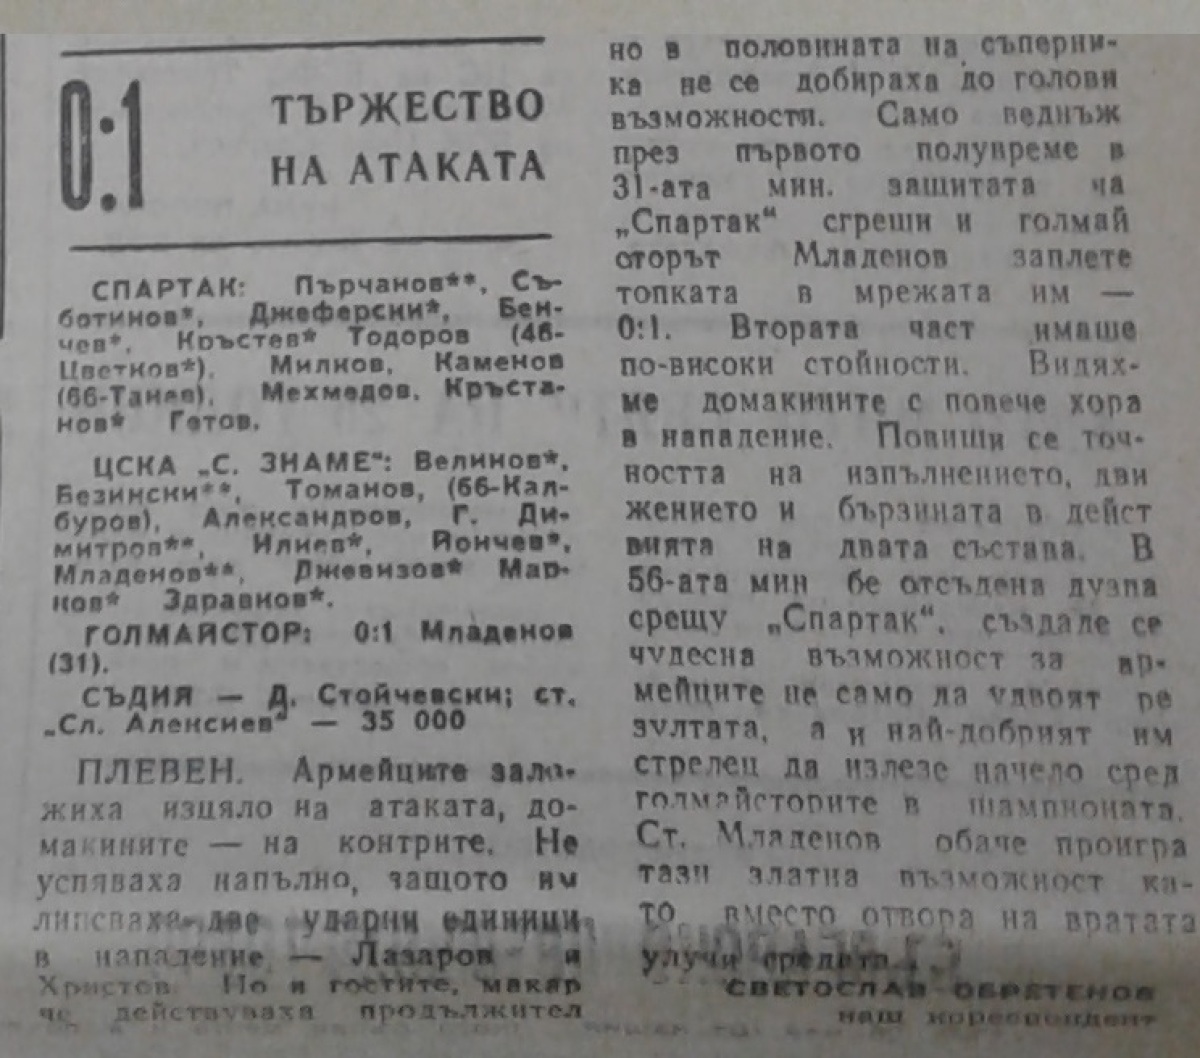 0:1
ТЪРЖЕСТВО
НА АТАКАТА
СПАРТАК: Пърчанов**, Съ-
ботинов*, Джеферски*, Бен-
чев*, Кръстев* Тодоров (46-
Цветков*), Милков, Каменов
(66-Танев), Мехмедов, Кръста-
нов* Гетов.
ЦСКА „С. ЗНАМЕ“: Велинов*,
Безински**, Томанов, (66-Кал-
буров), Александров, Г. Ди-
митров**, Илиев*, Йончев*,
Младенов**, Джевизов* Мар-
ков* Здравков*.
ГОЛМАЙСТОР: 0:1 Младенов
(31).
СЪДИЯ — Д. Стойчевски; ст.
„Сл. Алексиев“ — 35 000
ПЛЕВЕН. Армейците зало-
жиха изцяло на атаката, до-
макините — на контрите. Не
успяваха напълно, защото им
липсваха две ударни единици
в нападение — Лазаров и
Христов. Но и гостите, макар
че действуваха продължител
но в половината на съперни-
ка не се добираха до голови
възможности. Само веднъж
през първото полувреме в
31-ата мин. защитата на
„Спартак“ сгреши и голмай
сторът Младенов заплете
топката в мрежата им —
0:1. Втората част имаше
по-високи стойности. Видях-
ме домакините с повече хора
в нападение. Повиши се точ-
ността на изпълнението, дви
жението и бързината в дейст
вията на двата състава. В
56-ата мин бе отсъдена дузпа
срещу „Спартак“, създале се
чудесна възможност за ар-
мейците не само да удвоят ре
зултата, а и най-добрият им
стрелец да излезе начело сред
голмайсторите в шампионата.
Ст. Младенов обаче проигра
тази златна възможност ка-
то, вместо отвора на вратата
улучи гредата.
СВЕТОСЛАВ ОБРЕТЕНОВ
наш кореспондент